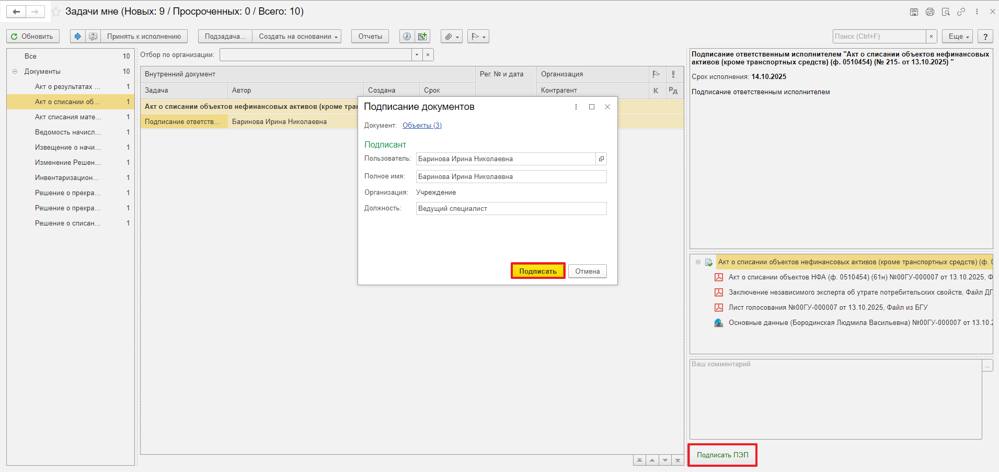 Задачи мне (Новых: 9 / Просроченных: 0 / Всего: 10)
Обновить
Принять к исполнению
Подзадача...
Создать на основании
Отчеты
Поиск (Ctrl+F)
×
Еще
?
Все 10
Документы 10
Акт о результатах ... 1
Акт о списании об... 1
Акт списания мате... 1
Ведомость начисл... 1
Извещение о начи... 1
Изменение Решен... 1
Инвентаризацион... 1
Решение о прекра... 1
Решение о прекра... 1
Решение о списан... 1
Отбор по организации:
Внутренний документ
Рег. № и дата
Организация
!
Задача
Автор
Создана
Срок
Контрагент
К
Рд
Акт о списании объектов нефинансовых активов (кроме тран
Подписание ответств...
Баринова Ирина Николаевна
Подписание документов
Документ: Объекты (3)
Подписант
Пользователь: Баринова Ирина Николаевна
Полное имя: Баринова Ирина Николаевна
Организация: Учреждение
Должность: Ведущий специалист
Подписать
Отмена
Подписание ответственным исполнителем "Акт о списании объектов нефинансовых
активов (кроме транспортных средств) (ф. 0510454) (№ 215- от 13.10.2025) "
Срок исполнения: 14.10.2025
Подписание ответственным исполнителем
Акт о списании объектов нефинансовых активов (кроме транспортных средств) (ф. 0
Акт о списании объектов НФА (ф. 0510454) (61н) №00ГУ-000007 от 13.10.2025, Ф
Заключение независимого эксперта об утрате потребительских свойств, Файл ДГ
Лист голосования №00ГУ-000007 от 13.10.2025, Файл из БГУ
Основные данные (Бородинская Людмила Васильевна) №00ГУ-000007 от 13.10.2
Ваш комментарий
...
Подписать ПЭП